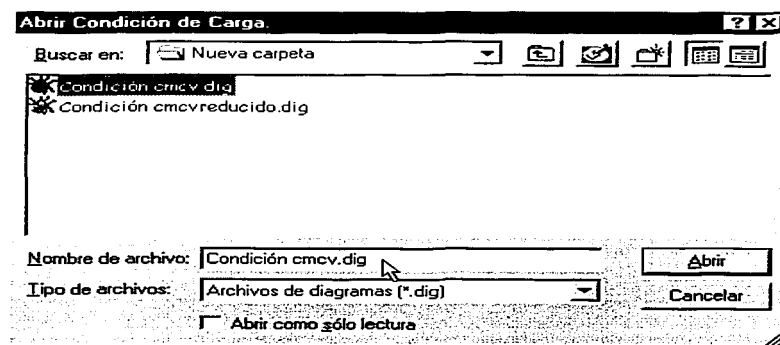 Abrir Condición de Carga.
Buscar en: Nueva carpeta
Condición cmcv.dig
Condición cmcvreducido.dig
Nombre de archivo: Condición cmcv.dig
Abrir
Tipo de archivos: Archivos de diagramas (*.dig)
Cancelar
Abrir como sólo lectura